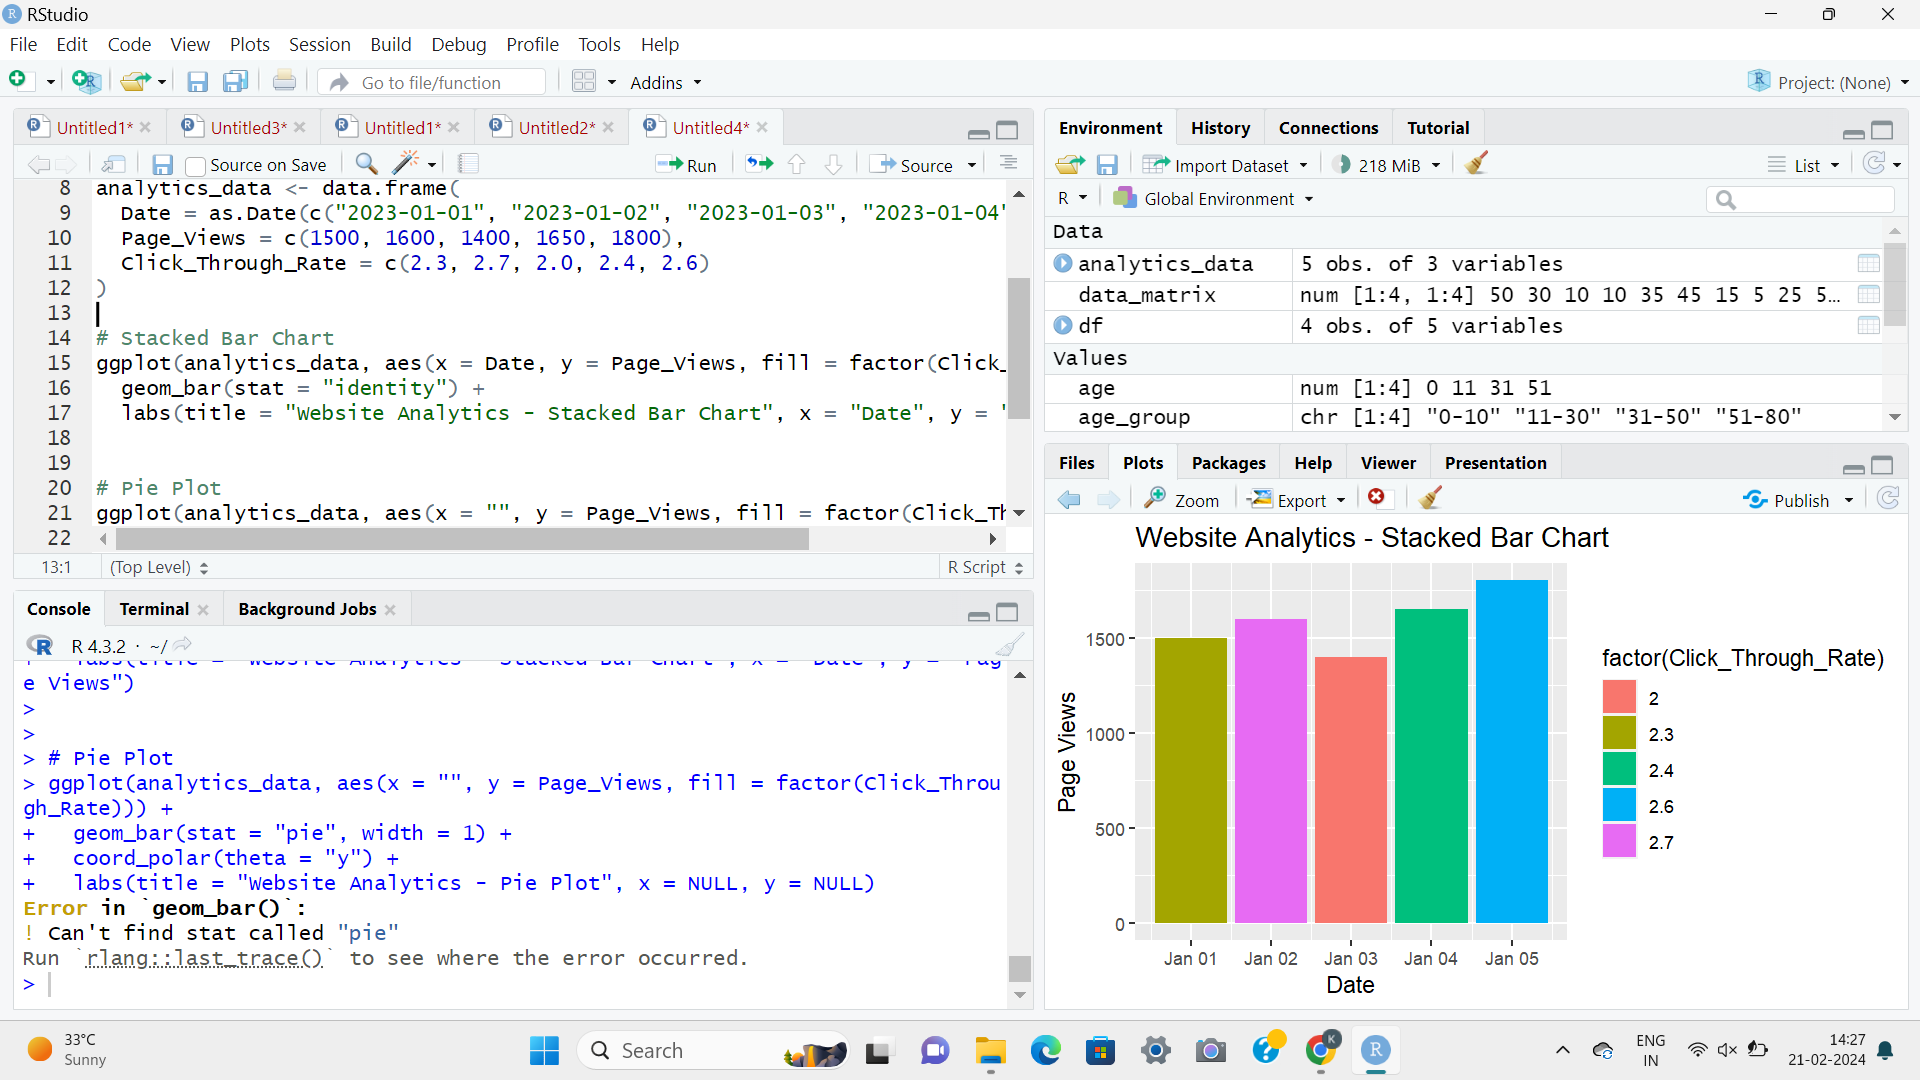 RStudio
File Edit Code View Plots Session Build Debug Profile Tools Help
Go to file/function
Addins
Project: (None)
Untitled1*
Untitled3*
Untitled1*
Untitled2*
Untitled4*
Source on Save
Run
Source
8 analytics_data <- data.frame(
9 Date = as.Date(c("2023-01-01", "2023-01-02", "2023-01-03", "2023-01-04"
10 Page_Views = c(1500, 1600, 1400, 1650, 1800),
11 Click_Through_Rate = c(2.3, 2.7, 2.0, 2.4, 2.6)
12 )
13
14 # Stacked Bar Chart
15 ggplot(analytics_data, aes(x = Date, y = Page_Views, fill = factor(Click_
16 geom_bar(stat = "identity") +
17 labs(title = "Website Analytics - Stacked Bar Chart", x = "Date", y = "
18
19
20 # Pie Plot
21 ggplot(analytics_data, aes(x = "", y = Page_Views, fill = factor(Click_Th
22
13:1 (Top Level) R Script
Console Terminal Background Jobs
R 4.3.2 · ~/
+ labs(title = "Website Analytics - Stacked Bar Chart", x = "Date", y = "Pag
e Views")
>
>
> # Pie Plot
> ggplot(analytics_data, aes(x = "", y = Page_Views, fill = factor(Click_Throu
gh_Rate))) +
+ geom_bar(stat = "pie", width = 1) +
+ coord_polar(theta = "y") +
+ labs(title = "Website Analytics - Pie Plot", x = NULL, y = NULL)
Error in `geom_bar()`:
! Can't find stat called "pie"
Run `rlang::last_trace()` to see where the error occurred.
>
Environment History Connections Tutorial
Import Dataset 218 MiB List
R Global Environment
Data
analytics_data 5 obs. of 3 variables
data_matrix num [1:4, 1:4] 50 30 10 10 35 45 15 5 25 5…
df 4 obs. of 5 variables
Values
age num [1:4] 0 11 31 51
age_group chr [1:4] "0-10" "11-30" "31-50" "51-80"
Files Plots Packages Help Viewer Presentation
Zoom Export Publish
Website Analytics - Stacked Bar Chart
Page Views
1500
1000
500
0
Jan 01 Jan 02 Jan 03 Jan 04 Jan 05
Date
factor(Click_Through_Rate)
2
2.3
2.4
2.6
2.7
33°C
Sunny
Search
K
R
ENG
IN
14:27
21-02-2024